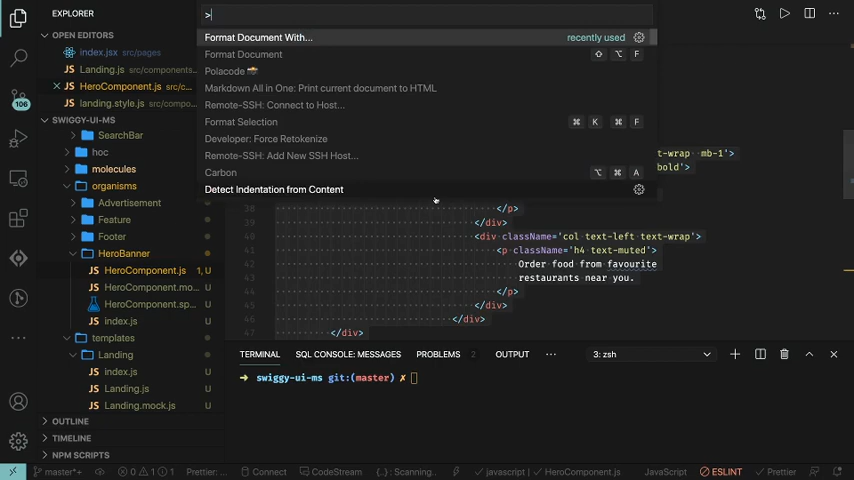 EXPLORER
>
OPEN EDITORS
index.jsx src/pages
Landing.js src/components...
HeroComponent.js src/c...
landing.style.js src/compo...
106
SWIGGY-UI-MS
SearchBar
hoc
molecules
organisms
Advertisement
Feature
Footer
HeroBanner
JS HeroComponent.js 1, U
JS HeroComponent.mo... U
HeroComponent.sp... U
JS index.js U
templates
Landing
JS index.js U
JS Landing.js U
JS Landing.mock.js U
OUTLINE
TIMELINE
NPM SCRIPTS
Format Document With... recently used
Format Document ⇧ ⌥ F
Polacode 📸
Markdown All in One: Print current document to HTML
Remote-SSH: Connect to Host...
Format Selection ⌘ K ⌘ F
Developer: Force Retokenize
Remote-SSH: Add New SSH Host...
Carbon ⌥ ⌘ A
Detect Indentation from Content
t-wrap mb-1'>
bold'>
38 </p>
39 </div>
40 <div className='col text-left text-wrap'>
41 <p className='h4 text-muted'>
42 Order food from favourite
43 restaurants near you.
44 </p>
45 </div>
46 </div>
47 </div>
TERMINAL SQL CONSOLE: MESSAGES PROBLEMS 2 OUTPUT ... 3: zsh
➜ swiggy-ui-ms git:(master) ✗
master*+ 0 1 1 Prettier: ... Connect CodeStream {..}: Scanning.. javascript | HeroComponent.js JavaScript ESLINT Prettier